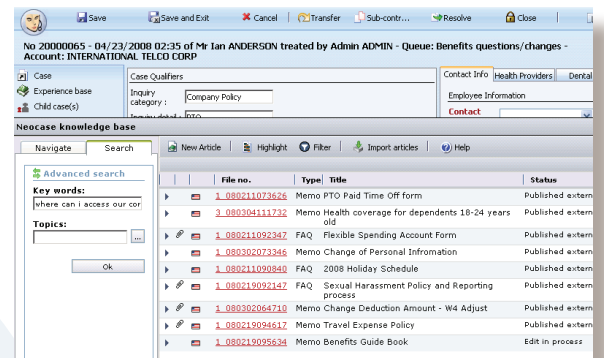 Save Save and Exit Cancel Transfer Sub-contr... Resolve Close
No 20000065 - 04/23/2008 02:35 of Mr Ian ANDERSON treated by Admin ADMIN - Queue: Benefits questions/changes -
Account: INTERNATIONAL TELCO CORP
Case Case Qualifiers Contact Info Health Providers Dental
Experience base Inquiry category : Company Policy Employee Information
Child case(s) Contact
Inquiry detail : PTO
Neocase knowledge base
Navigate Search New Article Highlight Filter Import articles Help
Advanced search File no. Type Title Status
Key words:
where can i access our cor
Topics:
...
Ok
1_080211073626 Memo PTO Paid Time Off form Published extern
3_080304111732 Memo Health coverage for dependents 18-24 years Published extern
old
1_080211092347 FAQ Flexible Spending Account Form Published extern
1_080302073346 Memo Change of Personal Infromation Published extern
1_080211090840 FAQ 2008 Holiday Schedule Published extern
1_080219092147 FAQ Sexual Harassment Policy and Reporting Published extern
process
1_080302064710 Memo Change Deduction Amount - W4 Adjust Published extern
1_080219094617 Memo Travel Expense Policy Published extern
1_080219095634 Memo Benefits Guide Book Edit in process